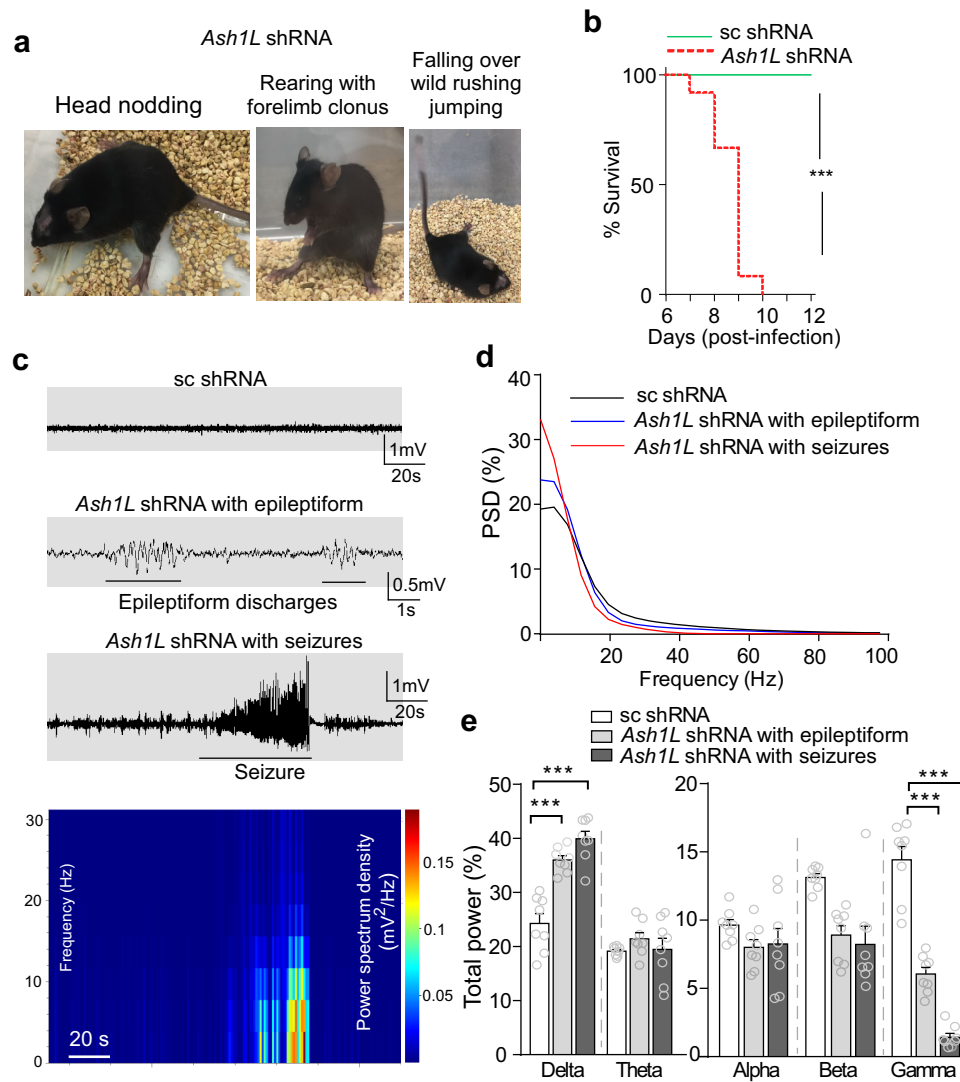 a
Ash1L shRNA
Head nodding
Rearing with
forelimb clonus
Falling over
wild rushing
jumping
b
sc shRNA
Ash1L shRNA
100
50
0
% Survival
***
6 8 10 12
Days (post-infection)
c
sc shRNA
1mV
20s
Ash1L shRNA with epileptiform
0.5mV
1s
Epileptiform discharges
Ash1L shRNA with seizures
1mV
20s
Seizure
30
20
10
0
Frequency (Hz)
20 s
Power spectrum density
(mV2/Hz)
0.15
0.10
0.05
d
sc shRNA
Ash1L shRNA with epileptiform
Ash1L shRNA with seizures
40
30
20
10
0
PSD (%)
20 40 60 80 100
Frequency (Hz)
e
sc shRNA
Ash1L shRNA with epileptiform
Ash1L shRNA with seizures
50
40
30
20
10
0
Total power (%)
***
***
Delta Theta
20
15
10
5
0
***
***
Alpha Beta Gamma